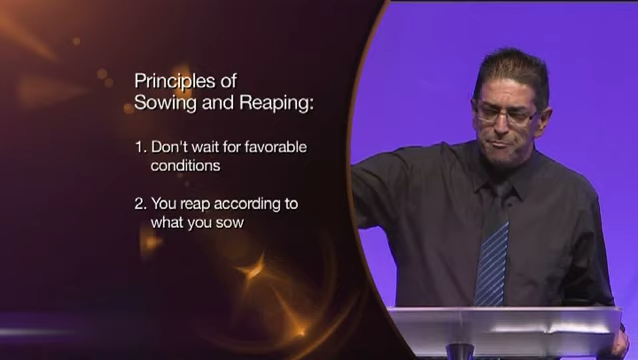 Principles of
Sowing and Reaping:
1. Don't wait for favorable
conditions
2. You reap according to
what you sow